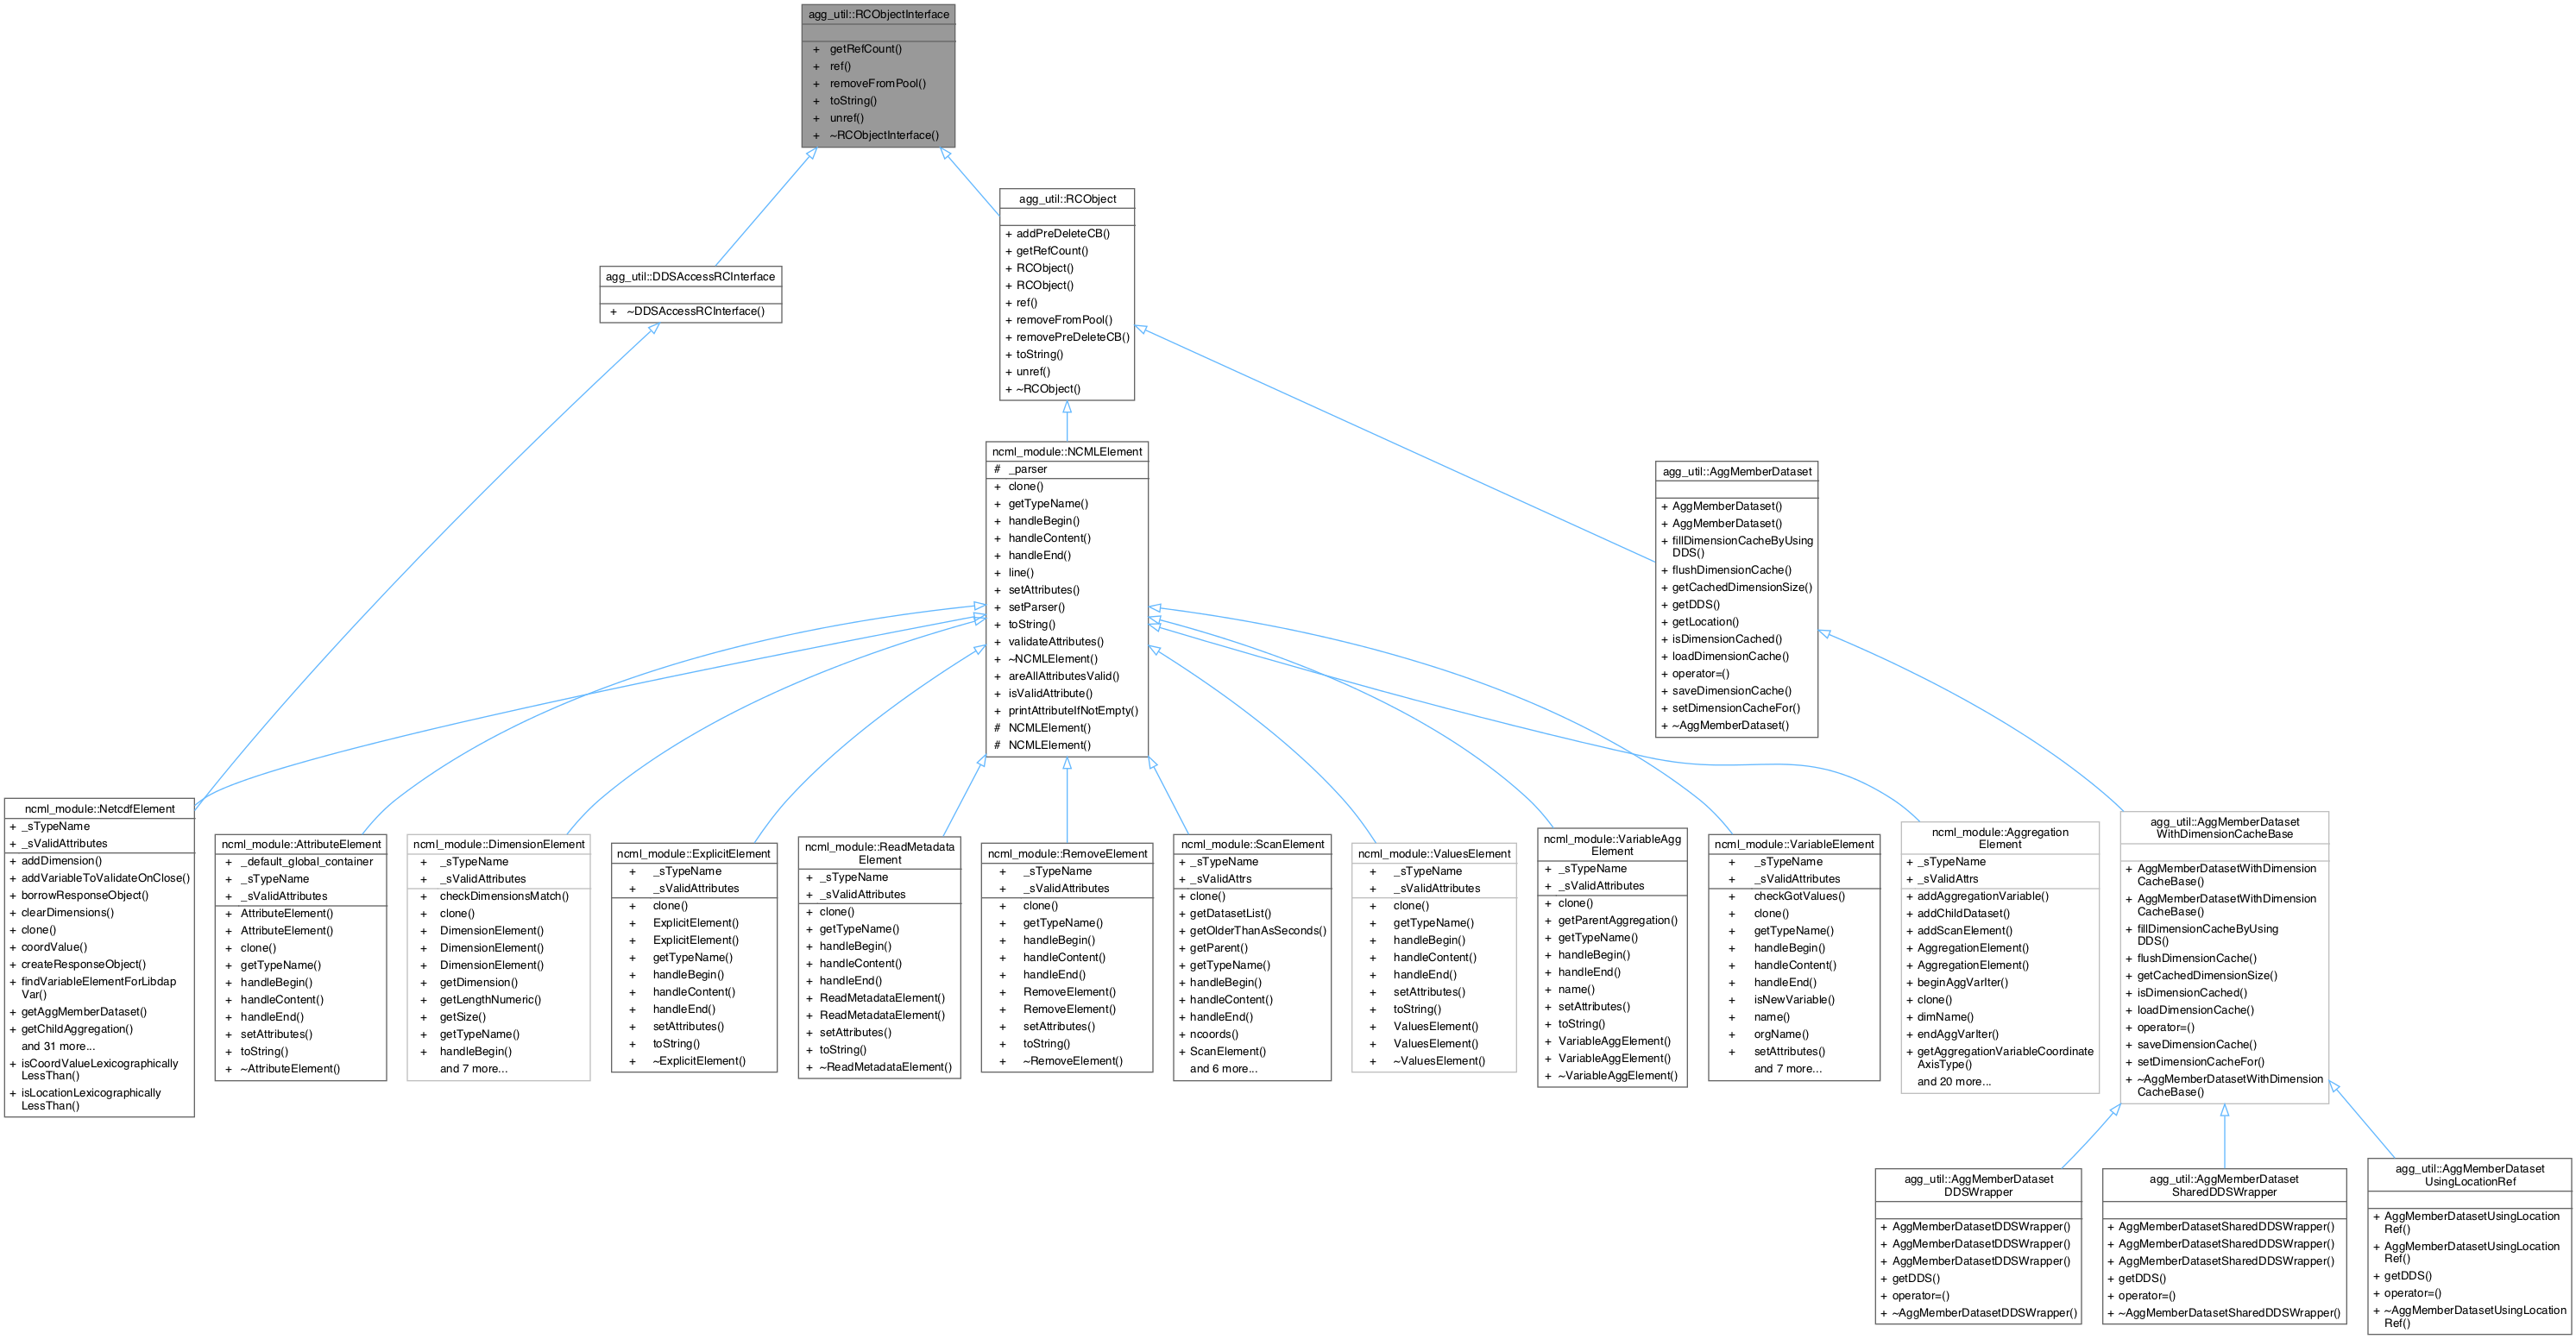 agg_util::RCObjectInterface
+ getRefCount()
+ ref()
+ removeFromPool()
+ toString()
+ unref()
+ ~RCObjectInterface()
agg_util::DDSAccessRCInterface
+ ~DDSAccessRCInterface()
agg_util::RCObject
+ addPreDeleteCB()
+ getRefCount()
+ RCObject()
+ RCObject()
+ ref()
+ removeFromPool()
+ removePreDeleteCB()
+ toString()
+ unref()
+ ~RCObject()
ncml_module::NCMLElement
# _parser
+ clone()
+ getTypeName()
+ handleBegin()
+ handleContent()
+ handleEnd()
+ line()
+ setAttributes()
+ setParser()
+ toString()
+ validateAttributes()
+ ~NCMLElement()
+ areAllAttributesValid()
+ isValidAttribute()
+ printAttributeIfNotEmpty()
# NCMLElement()
# NCMLElement()
agg_util::AggMemberDataset
+ AggMemberDataset()
+ AggMemberDataset()
+ fillDimensionCacheByUsing
DDS()
+ flushDimensionCache()
+ getCachedDimensionSize()
+ getDDS()
+ getLocation()
+ isDimensionCached()
+ loadDimensionCache()
+ operator=()
+ saveDimensionCache()
+ setDimensionCacheFor()
+ ~AggMemberDataset()
ncml_module::NetcdfElement
+ _sTypeName
+ _sValidAttributes
+ addDimension()
+ addVariableToValidateOnClose()
+ borrowResponseObject()
+ clearDimensions()
+ clone()
+ coordValue()
+ createResponseObject()
+ findVariableElementForLibdap
Var()
+ getAggMemberDataset()
+ getChildAggregation()
and 31 more...
+ isCoordValueLexicographically
LessThan()
+ isLocationLexicographically
LessThan()
ncml_module::AttributeElement
+ _default_global_container
+ _sTypeName
+ _sValidAttributes
+ AttributeElement()
+ AttributeElement()
+ clone()
+ getTypeName()
+ handleBegin()
+ handleContent()
+ handleEnd()
+ setAttributes()
+ toString()
+ ~AttributeElement()
ncml_module::DimensionElement
+ _sTypeName
+ _sValidAttributes
+ checkDimensionsMatch()
+ clone()
+ DimensionElement()
+ DimensionElement()
+ DimensionElement()
+ getDimension()
+ getLengthNumeric()
+ getSize()
+ getTypeName()
+ handleBegin()
and 7 more...
ncml_module::ExplicitElement
+ _sTypeName
+ _sValidAttributes
+ clone()
+ ExplicitElement()
+ ExplicitElement()
+ getTypeName()
+ handleBegin()
+ handleContent()
+ handleEnd()
+ setAttributes()
+ toString()
+ ~ExplicitElement()
ncml_module::ReadMetadata
Element
+ _sTypeName
+ _sValidAttributes
+ clone()
+ getTypeName()
+ handleBegin()
+ handleContent()
+ handleEnd()
+ ReadMetadataElement()
+ ReadMetadataElement()
+ setAttributes()
+ toString()
+ ~ReadMetadataElement()
ncml_module::RemoveElement
+ _sTypeName
+ _sValidAttributes
+ clone()
+ getTypeName()
+ handleBegin()
+ handleContent()
+ handleEnd()
+ RemoveElement()
+ RemoveElement()
+ setAttributes()
+ toString()
+ ~RemoveElement()
ncml_module::ScanElement
+ _sTypeName
+ _sValidAttrs
+ clone()
+ getDatasetList()
+ getOlderThanAsSeconds()
+ getParent()
+ getTypeName()
+ handleBegin()
+ handleContent()
+ handleEnd()
+ ncoords()
+ ScanElement()
and 6 more...
ncml_module::ValuesElement
+ _sTypeName
+ _sValidAttributes
+ clone()
+ getTypeName()
+ handleBegin()
+ handleContent()
+ handleEnd()
+ setAttributes()
+ toString()
+ ValuesElement()
+ ValuesElement()
+ ~ValuesElement()
ncml_module::VariableAgg
Element
+ _sTypeName
+ _sValidAttributes
+ clone()
+ getParentAggregation()
+ getTypeName()
+ handleBegin()
+ handleEnd()
+ name()
+ setAttributes()
+ toString()
+ VariableAggElement()
+ VariableAggElement()
+ ~VariableAggElement()
ncml_module::VariableElement
+ _sTypeName
+ _sValidAttributes
+ checkGotValues()
+ clone()
+ getTypeName()
+ handleBegin()
+ handleContent()
+ handleEnd()
+ isNewVariable()
+ name()
+ orgName()
+ setAttributes()
and 7 more...
ncml_module::Aggregation
Element
+ _sTypeName
+ _sValidAttrs
+ addAggregationVariable()
+ addChildDataset()
+ addScanElement()
+ AggregationElement()
+ AggregationElement()
+ beginAggVarIter()
+ clone()
+ dimName()
+ endAggVarIter()
+ getAggregationVariableCoordinate
AxisType()
and 20 more...
agg_util::AggMemberDataset
WithDimensionCacheBase
+ AggMemberDatasetWithDimension
CacheBase()
+ AggMemberDatasetWithDimension
CacheBase()
+ fillDimensionCacheByUsing
DDS()
+ flushDimensionCache()
+ getCachedDimensionSize()
+ isDimensionCached()
+ loadDimensionCache()
+ operator=()
+ saveDimensionCache()
+ setDimensionCacheFor()
+ ~AggMemberDatasetWithDimension
CacheBase()
agg_util::AggMemberDataset
DDSWrapper
+ AggMemberDatasetDDSWrapper()
+ AggMemberDatasetDDSWrapper()
+ AggMemberDatasetDDSWrapper()
+ getDDS()
+ operator=()
+ ~AggMemberDatasetDDSWrapper()
agg_util::AggMemberDataset
SharedDDSWrapper
+ AggMemberDatasetSharedDDSWrapper()
+ AggMemberDatasetSharedDDSWrapper()
+ AggMemberDatasetSharedDDSWrapper()
+ getDDS()
+ operator=()
+ ~AggMemberDatasetSharedDDSWrapper()
agg_util::AggMemberDataset
UsingLocationRef
+ AggMemberDatasetUsingLocation
Ref()
+ AggMemberDatasetUsingLocation
Ref()
+ getDDS()
+ operator=()
+ ~AggMemberDatasetUsingLocation
Ref()